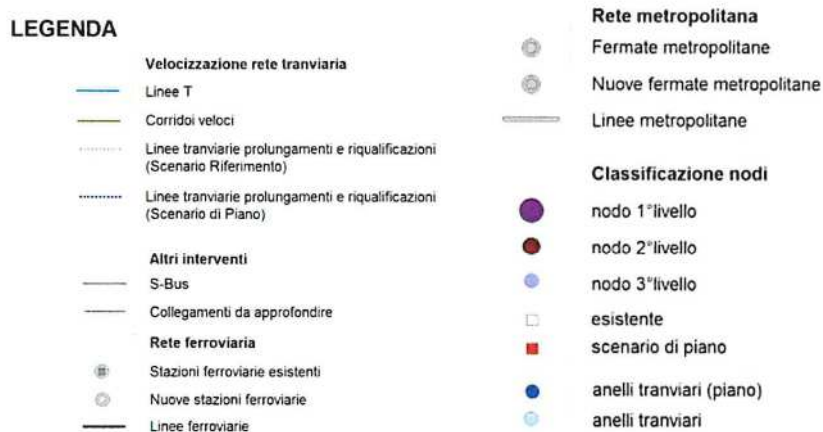 LEGENDA
Velocizzazione rete tranviaria
Linee T
Corridoi veloci
Linee tranviarie prolungamenti e riqualificazioni
(Scenario Riferimento)
Linee tranviarie prolungamenti e riqualificazioni
(Scenario di Piano)
Altri interventi
S-Bus
Collegamenti da approfondire
Rete ferroviaria
Stazioni ferroviarie esistenti
Nuove stazioni ferroviarie
Linee ferroviarie
Rete metropolitana
Fermate metropolitane
Nuove fermate metropolitane
Linee metropolitane
Classificazione nodi
nodo 1°livello
nodo 2°livello
nodo 3°livello
esistente
scenario di piano
anelli tranviari (piano)
anelli tranviari